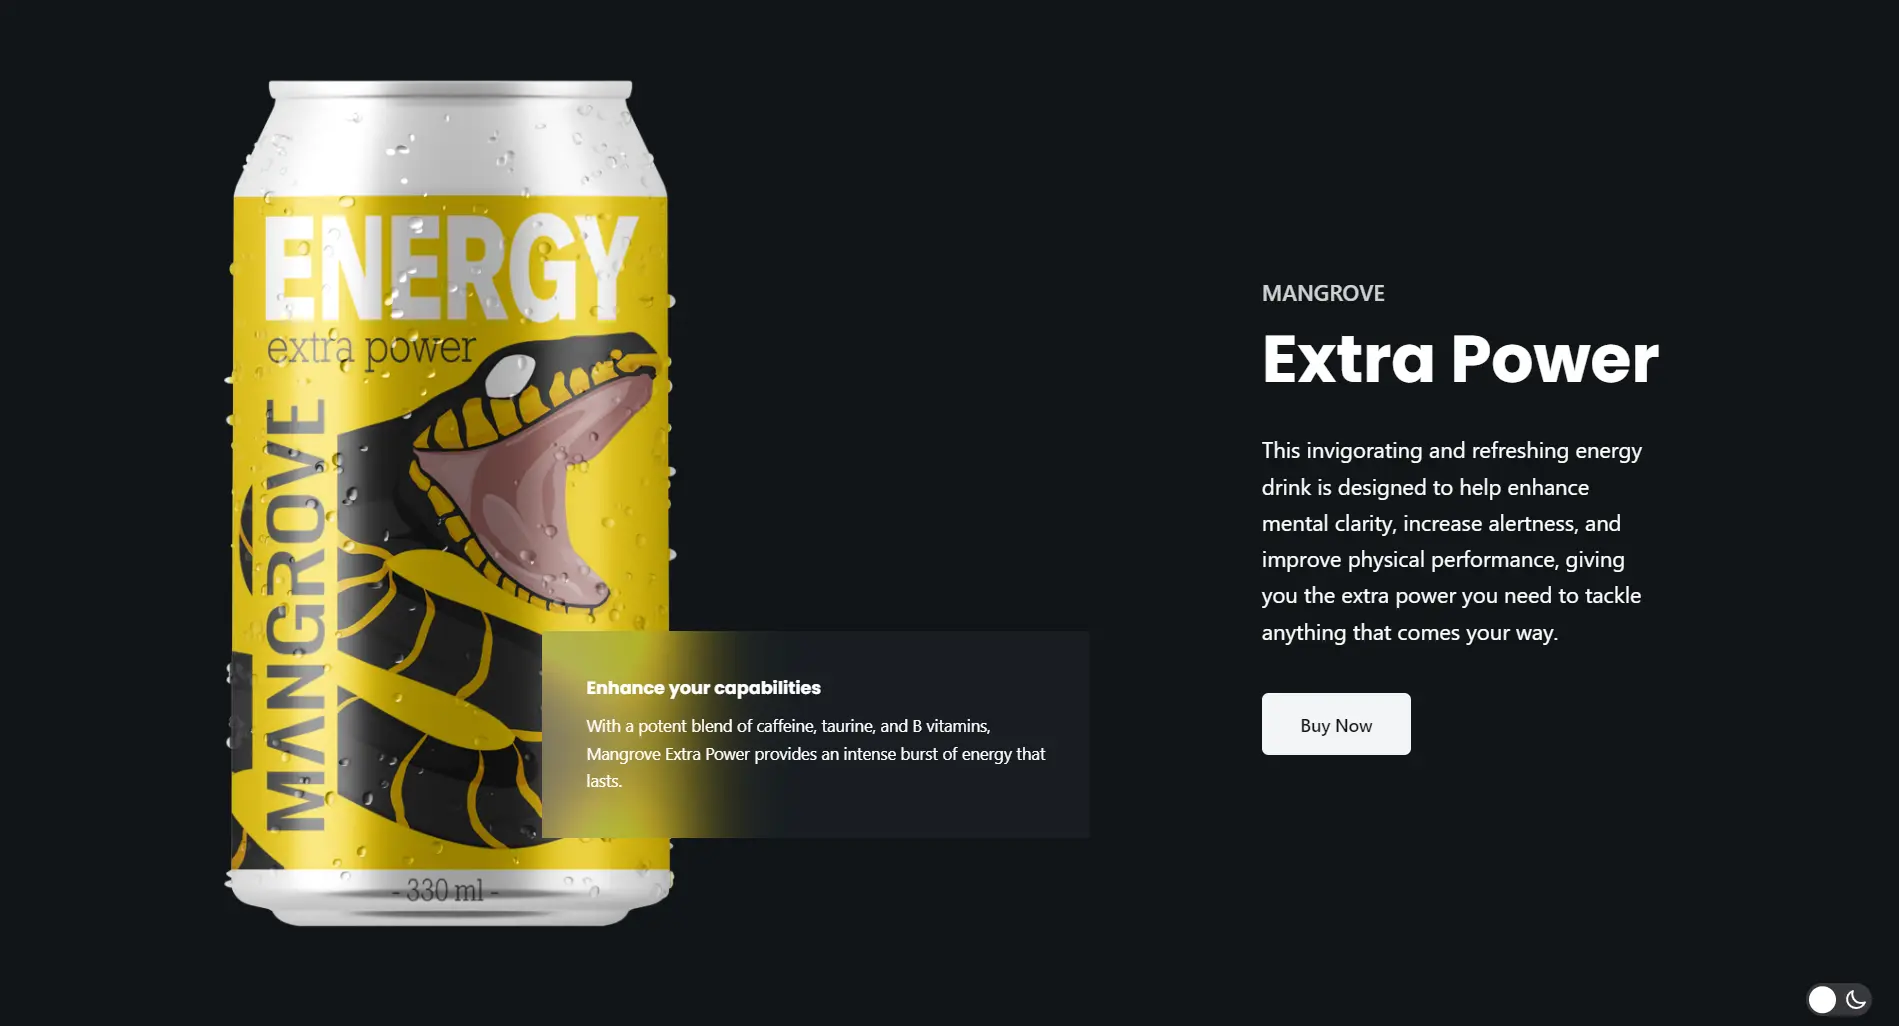 ENERGY
extra power
MANGROVE
- 330 ml -
Enhance your capabilities
With a potent blend of caffeine, taurine, and B vitamins,
Mangrove Extra Power provides an intense burst of energy that
lasts.
MANGROVE
Extra Power
This invigorating and refreshing energy
drink is designed to help enhance
mental clarity, increase alertness, and
improve physical performance, giving
you the extra power you need to tackle
anything that comes your way.
Buy Now